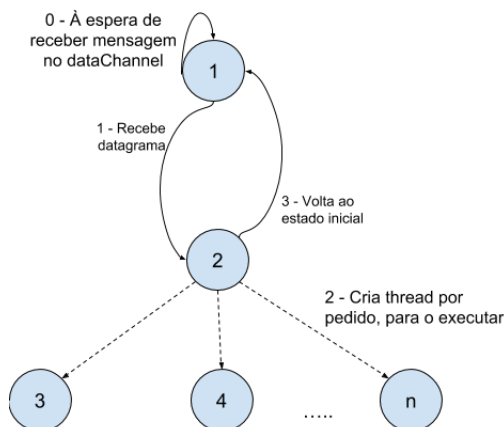 0 - À espera de
receber mensagem
no dataChannel
1
1 - Recebe
datagrama
3 - Volta ao
estado inicial
2
2 - Cria thread por
pedido, para o executar
3
4
.....
n